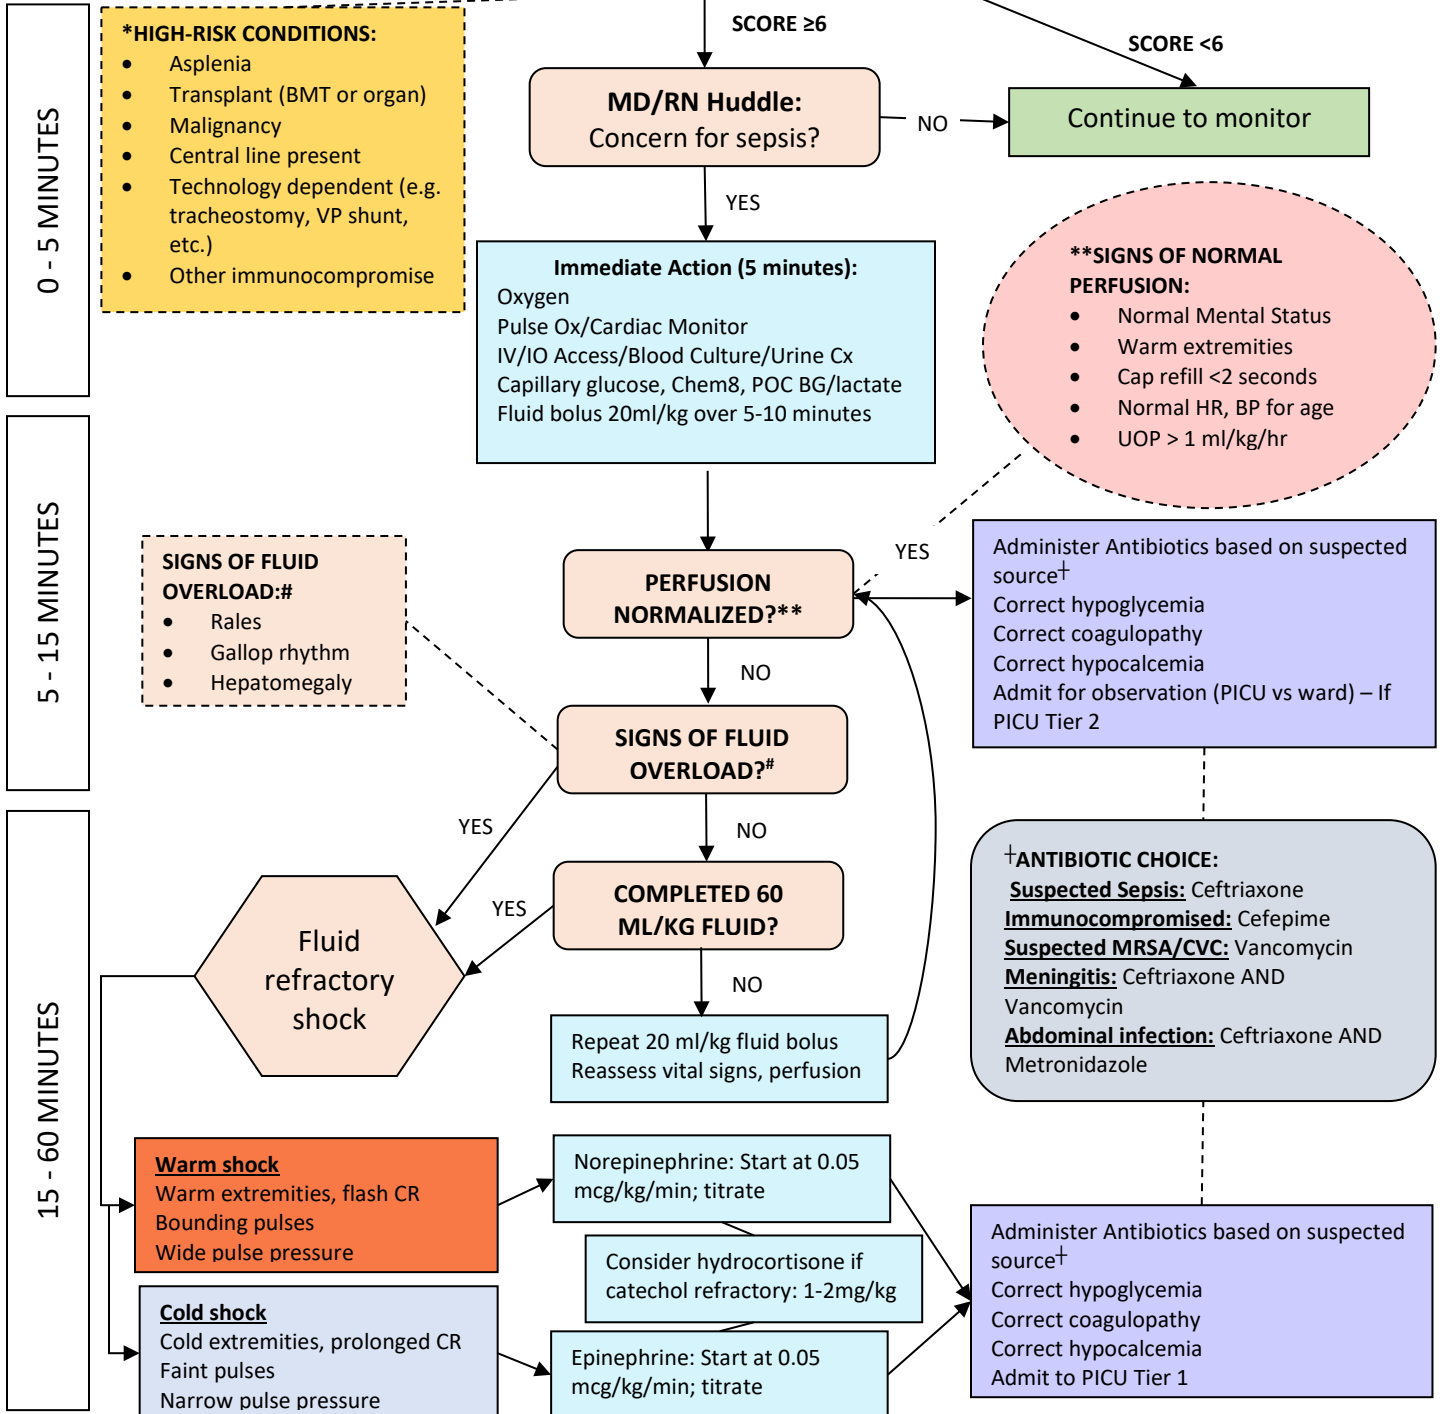 0 - 5 MINUTES
*HIGH-RISK CONDITIONS:
• Asplenia
• Transplant (BMT or organ)
• Malignancy
• Central line present
• Technology dependent (e.g.
tracheostomy, VP shunt,
etc.)
• Other immunocompromise
SCORE ≥6
SCORE <6
MD/RN Huddle:
Concern for sepsis?
NO
Continue to monitor
YES
Immediate Action (5 minutes):
Oxygen
Pulse Ox/Cardiac Monitor
IV/IO Access/Blood Culture/Urine Cx
Capillary glucose, Chem8, POC BG/lactate
Fluid bolus 20ml/kg over 5-10 minutes
**SIGNS OF NORMAL
PERFUSION:
• Normal Mental Status
• Warm extremities
• Cap refill <2 seconds
• Normal HR, BP for age
• UOP > 1 ml/kg/hr
5 - 15 MINUTES
SIGNS OF FLUID
OVERLOAD:#
• Rales
• Gallop rhythm
• Hepatomegaly
PERFUSION
NORMALIZED?**
YES
Administer Antibiotics based on suspected
source┼
Correct hypoglycemia
Correct coagulopathy
Correct hypocalcemia
Admit for observation (PICU vs ward) – If
PICU Tier 2
NO
SIGNS OF FLUID
OVERLOAD?#
YES
NO
15 - 60 MINUTES
Fluid
refractory
shock
YES
COMPLETED 60
ML/KG FLUID?
NO
Repeat 20 ml/kg fluid bolus
Reassess vital signs, perfusion
┼ANTIBIOTIC CHOICE:
Suspected Sepsis: Ceftriaxone
Immunocompromised: Cefepime
Suspected MRSA/CVC: Vancomycin
Meningitis: Ceftriaxone AND
Vancomycin
Abdominal infection: Ceftriaxone AND
Metronidazole
Warm shock
Warm extremities, flash CR
Bounding pulses
Wide pulse pressure
Norepinephrine: Start at 0.05
mcg/kg/min; titrate
Consider hydrocortisone if
catechol refractory: 1-2mg/kg
Cold shock
Cold extremities, prolonged CR
Faint pulses
Narrow pulse pressure
Epinephrine: Start at 0.05
mcg/kg/min; titrate
Administer Antibiotics based on suspected
source┼
Correct hypoglycemia
Correct coagulopathy
Correct hypocalcemia
Admit to PICU Tier 1